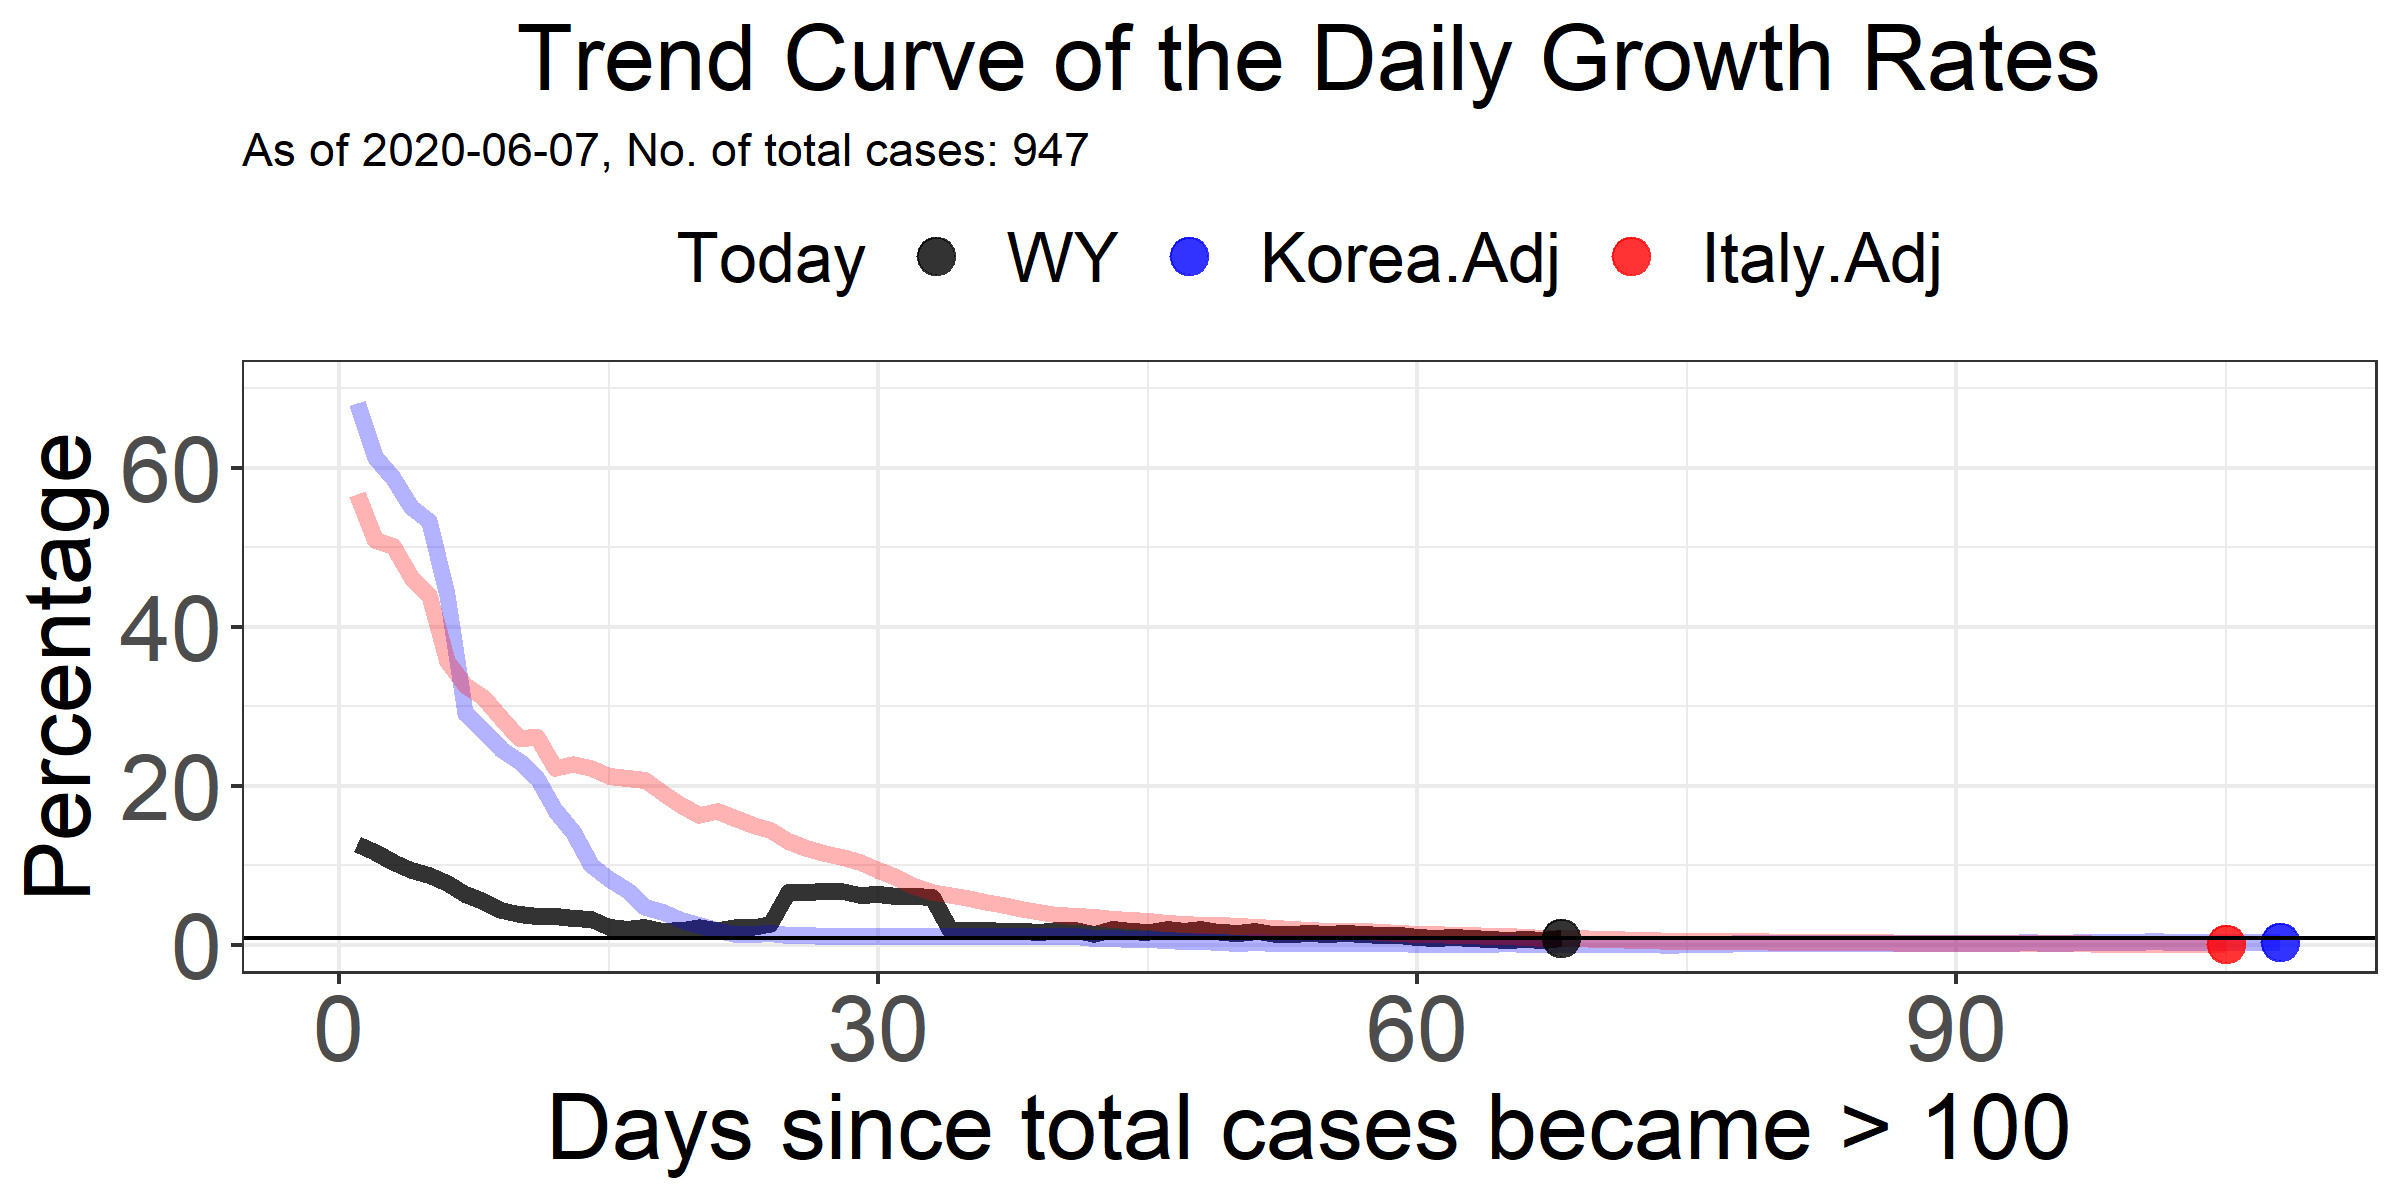 Trend Curve of the Daily Growth Rates
As of 2020-06-07, No. of total cases: 947
Today WY Korea.Adj Italy.Adj
Percentage
60
40
20
0
0 30 60 90
Days since total cases became > 100